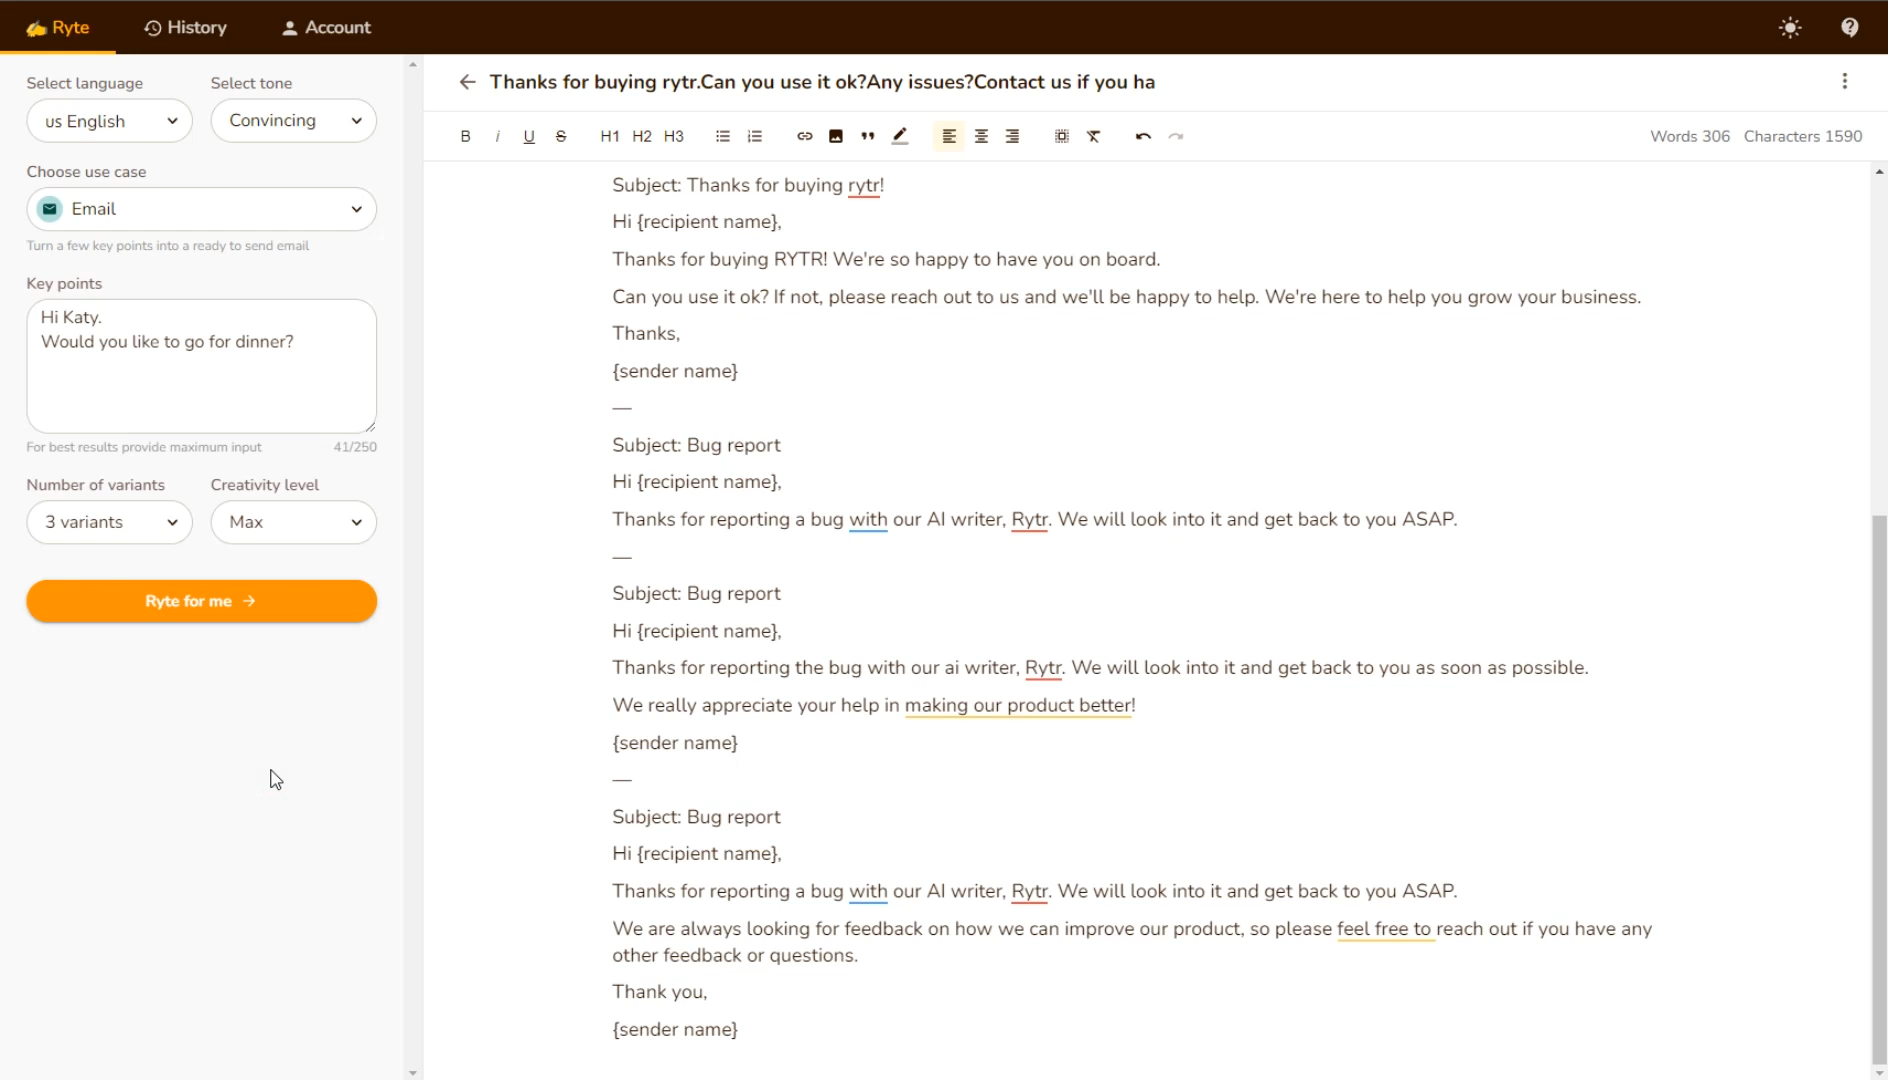 Ryte
History
Account
Select language
Select tone
us English
Convincing
Choose use case
Email
Turn a few key points into a ready to send email
Key points
Hi Katy.
Would you like to go for dinner?
For best results provide maximum input
41/250
Number of variants
Creativity level
3 variants
Max
Ryte for me
Thanks for buying rytr.Can you use it ok?Any issues?Contact us if you ha
B i U S H1 H2 H3
Words 306 Characters 1590
Subject: Thanks for buying rytr!
Hi {recipient name},
Thanks for buying RYTR! We're so happy to have you on board.
Can you use it ok? If not, please reach out to us and we'll be happy to help. We're here to help you grow your business.
Thanks,
{sender name}
—
Subject: Bug report
Hi {recipient name},
Thanks for reporting a bug with our AI writer, Rytr. We will look into it and get back to you ASAP.
—
Subject: Bug report
Hi {recipient name},
Thanks for reporting the bug with our ai writer, Rytr. We will look into it and get back to you as soon as possible.
We really appreciate your help in making our product better!
{sender name}
—
Subject: Bug report
Hi {recipient name},
Thanks for reporting a bug with our AI writer, Rytr. We will look into it and get back to you ASAP.
We are always looking for feedback on how we can improve our product, so please feel free to reach out if you have any
other feedback or questions.
Thank you,
{sender name}